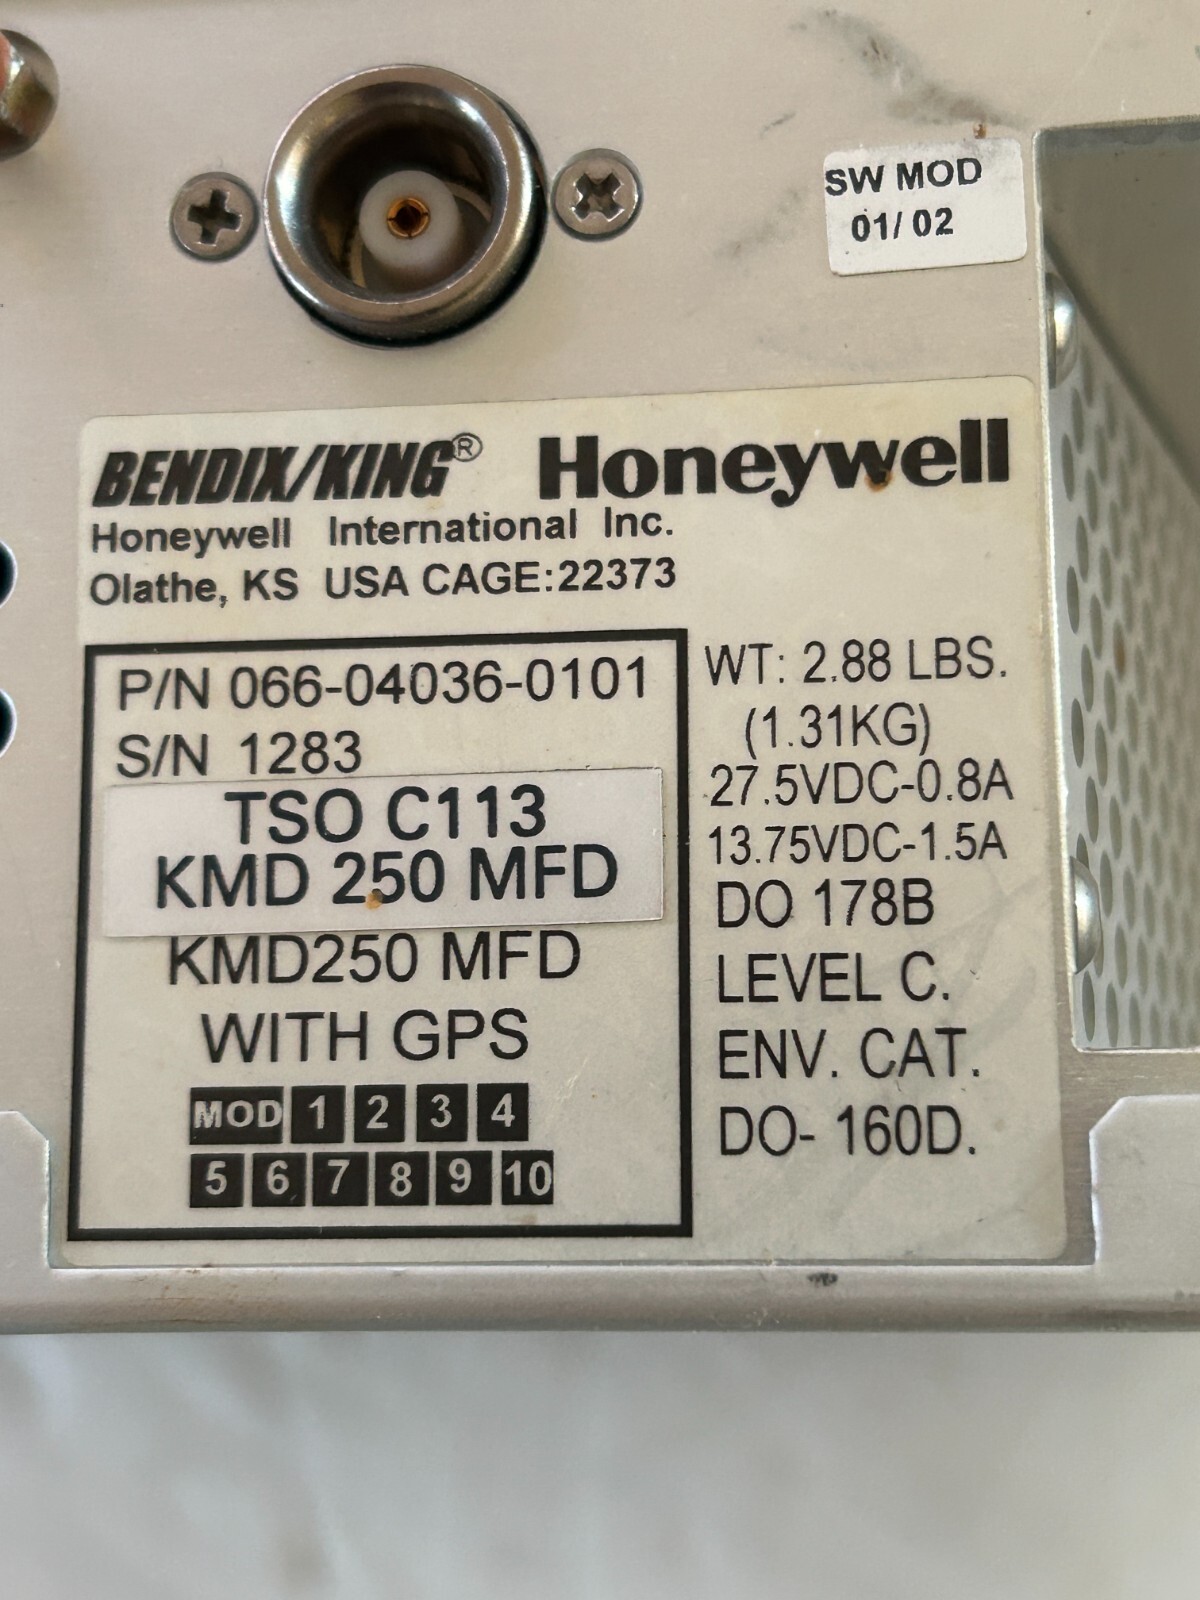 SW MOD
01/ 02
BENDIX/KING® Honeywell
Honeywell International Inc.
Olathe, KS USA CAGE:22373
P/N 066-04036-0101
S/N 1283
TSO C113
KMD 250 MFD
KMD250 MFD
WITH GPS
MOD 1 2 3 4
5 6 7 8 9 10
WT: 2.88 LBS.
(1.31KG)
27.5VDC-0.8A
13.75VDC-1.5A
DO 178B
LEVEL C.
ENV. CAT.
DO- 160D.